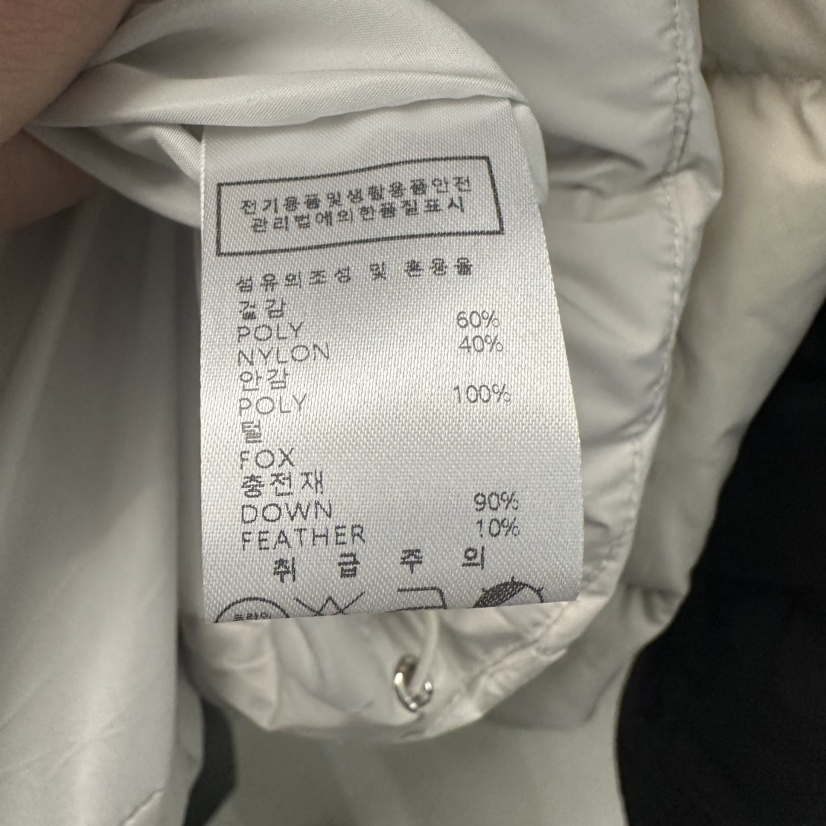 전기용품및생활용품안전
관리법에의한품질표시
섬유의조성 및 혼용율
겉감
POLY 60%
NYLON 40%
안감
POLY 100%
털
FOX
충전재
DOWN 90%
FEATHER 10%
취 급 주 의